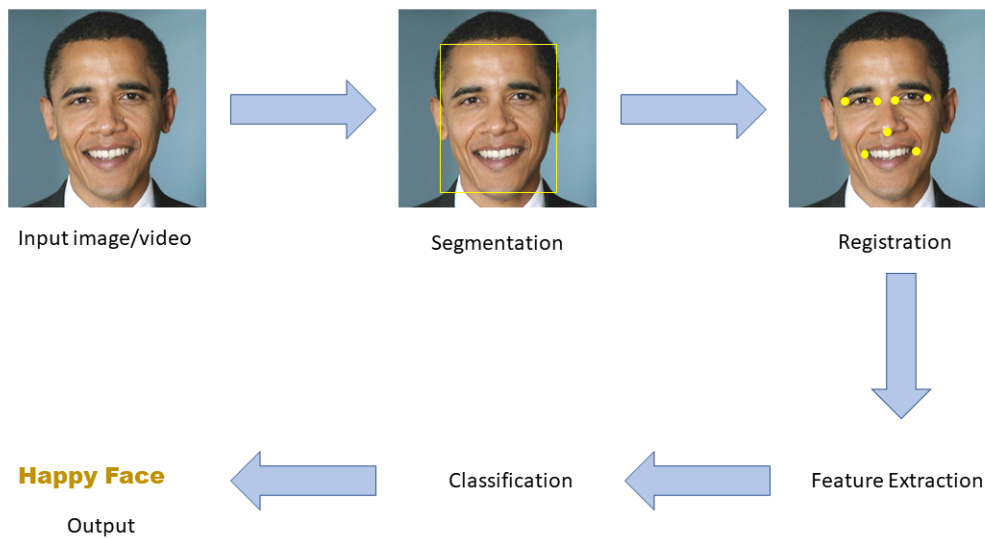 Input image/video
Segmentation
Registration
Feature Extraction
Classification
Happy Face
Output